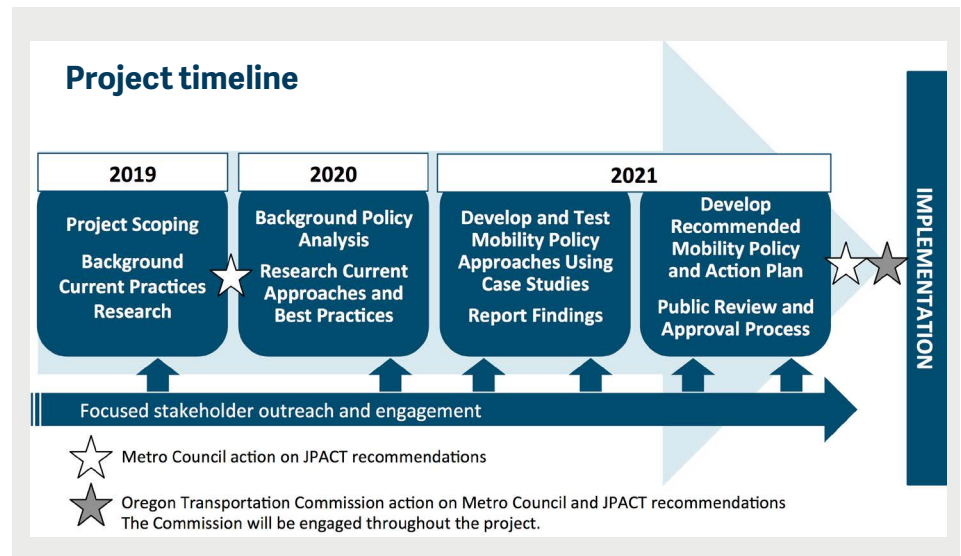 Project timeline
2019
Project Scoping
Background
Current Practices
Research
2020
Background Policy
Analysis
Research Current
Approaches and
Best Practices
2021
Develop and Test
Mobility Policy
Approaches Using
Case Studies
Report Findings
Develop
Recommended
Mobility Policy
and Action Plan
Public Review and
Approval Process
IMPLEMENTATION
Focused stakeholder outreach and engagement
Metro Council action on JPACT recommendations
Oregon Transportation Commission action on Metro Council and JPACT recommendations
The Commission will be engaged throughout the project.